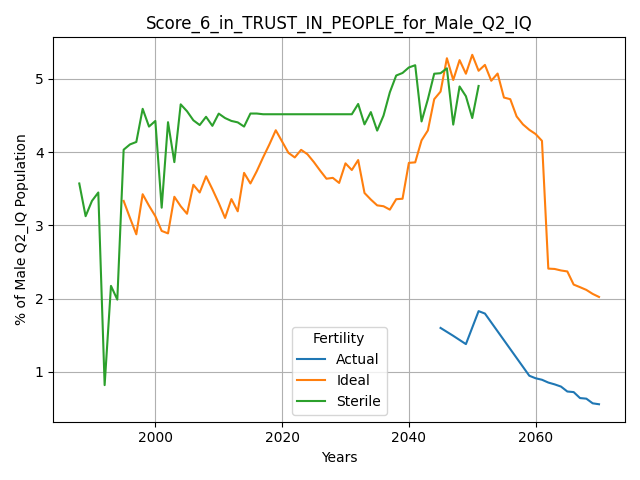 Score_6_in_TRUST_IN_PEOPLE_for_Male_Q2_IQ
% of Male Q2_IQ Population
5
4
3
2
1
Fertility
Actual
Ideal
Sterile
2000
2020
2040
2060
Years